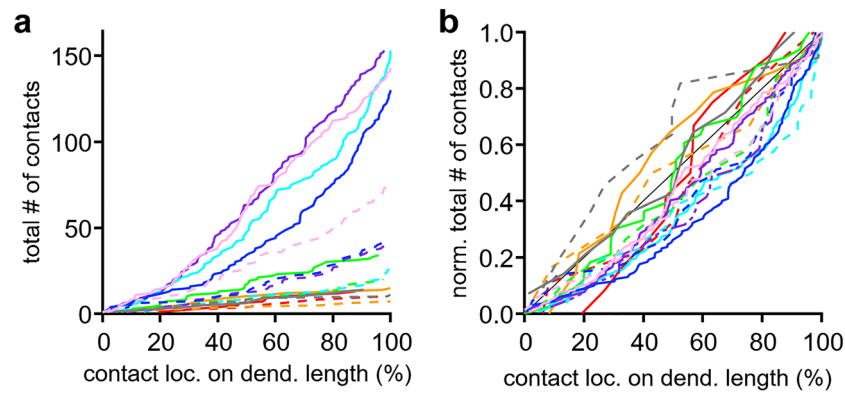 a
150
100
50
0
0 20 40 60 80 100
total # of contacts
contact loc. on dend. length (%)
b
1.0
0.8
0.6
0.4
0.2
0.0
0 20 40 60 80 100
norm. total # of contacts
contact loc. on dend. length (%)